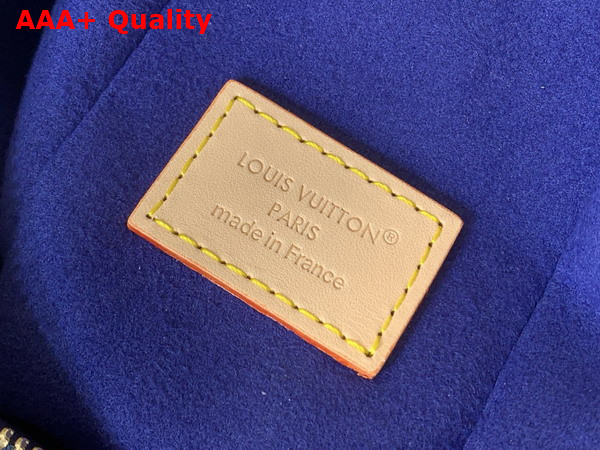 AAA+ Quality
LOUIS VUITTON®
PARIS
made in France